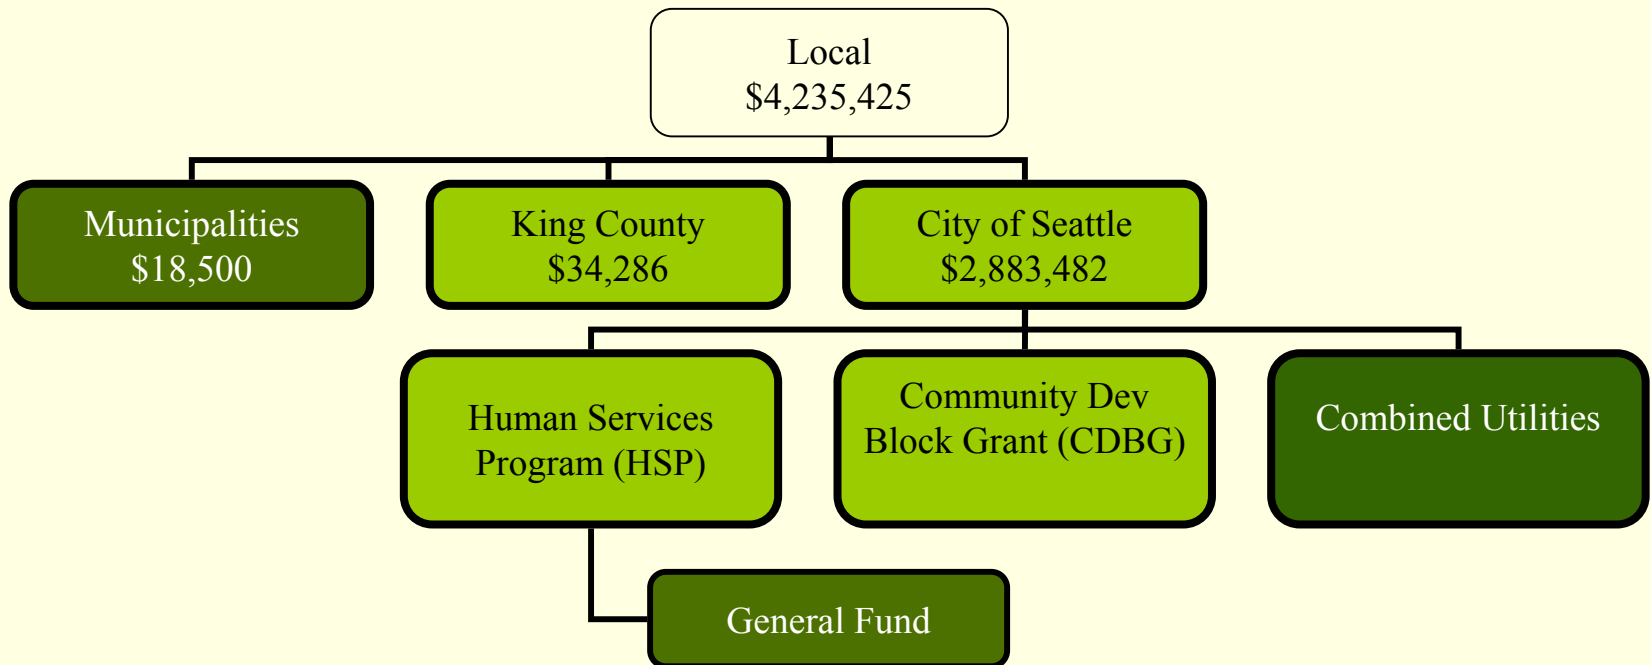 Local
$4,235,425
Municipalities
$18,500
King County
$34,286
City of Seattle
$2,883,482
Human Services
Program (HSP)
Community Dev
Block Grant (CDBG)
Combined Utilities
General Fund